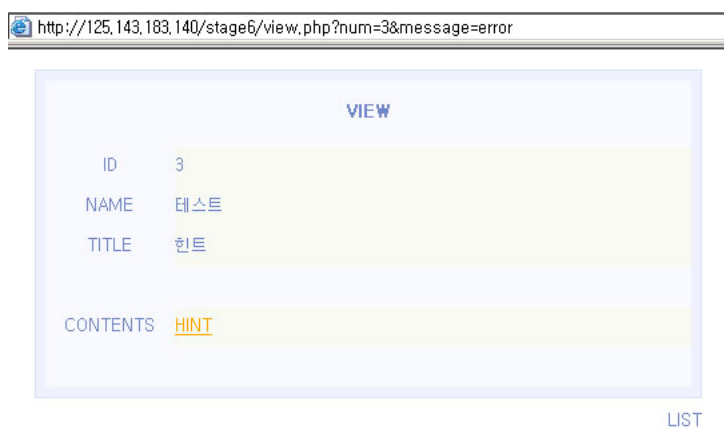 http://125,143,183,140/stage6/view,php?num=3&message=error
VIE₩
ID 3
NAME 테스트
TITLE 힌트
CONTENTS HINT
LIST